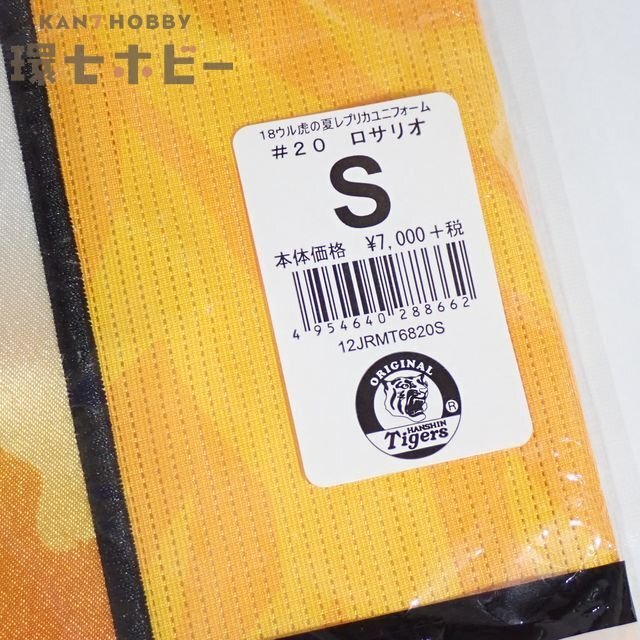 KAN7HOBBY
環七ホビー
18ウル虎の夏レプリカユニフォーム
#20 ロサリオ
S
本体価格 ¥7,000+税
4 954640 288662
12JRMT6820S
ORIGINAL
HANSHIN
Tigers
®